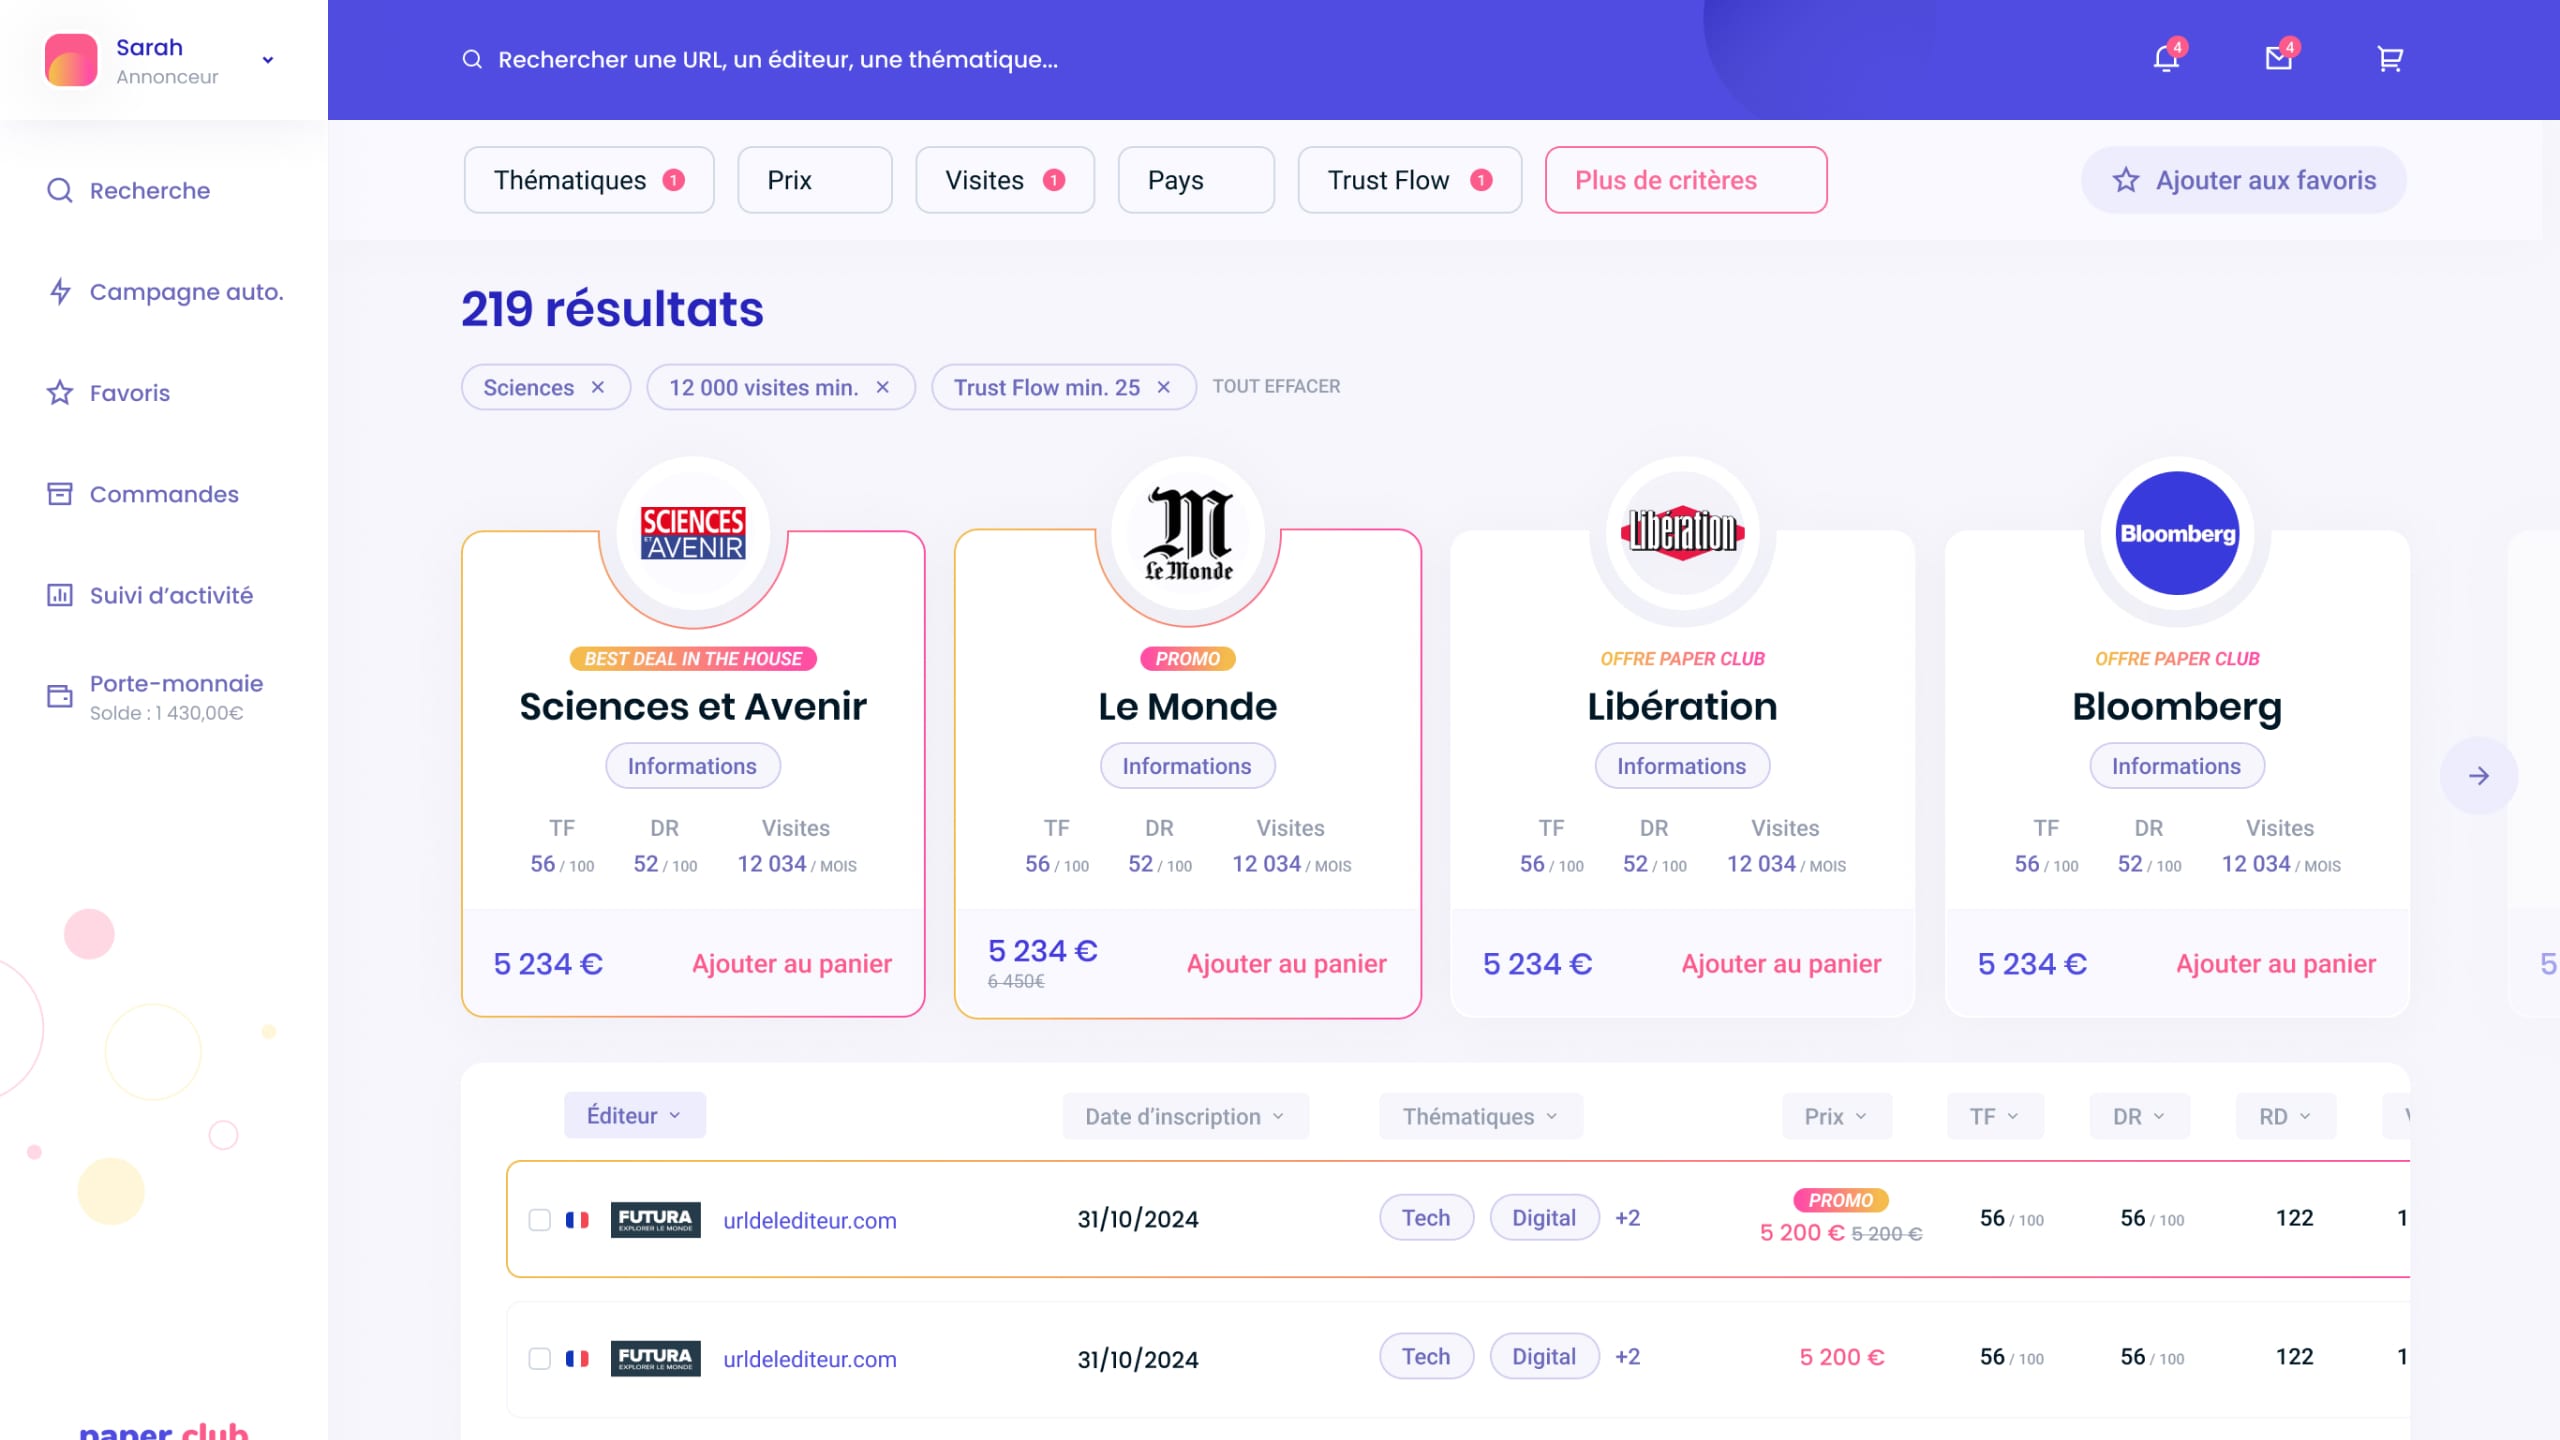 Sarah
Annonceur
Rechercher une URL, un éditeur, une thématique...
4
4
Recherche
Campagne auto.
Favoris
Commandes
Suivi d’activité
Porte-monnaie
Solde : 1 430,00€
paper club
Thématiques 1
Prix
Visites 1
Pays
Trust Flow 1
Plus de critères
Ajouter aux favoris
219 résultats
Sciences ×
12 000 visites min. ×
Trust Flow min. 25 ×
TOUT EFFACER
SCIENCES
ET AVENIR
BEST DEAL IN THE HOUSE
Sciences et Avenir
Informations
TF DR Visites
56 / 100 52 / 100 12 034 / MOIS
5 234 € Ajouter au panier
M
Le Monde
PROMO
Le Monde
Informations
TF DR Visites
56 / 100 52 / 100 12 034 / MOIS
5 234 € Ajouter au panier
6 450€
Libération
OFFRE PAPER CLUB
Libération
Informations
TF DR Visites
56 / 100 52 / 100 12 034 / MOIS
5 234 € Ajouter au panier
Bloomberg
OFFRE PAPER CLUB
Bloomberg
Informations
TF DR Visites
56 / 100 52 / 100 12 034 / MOIS
5 234 € Ajouter au panier
5
Éditeur Date d’inscription Thématiques Prix TF DR RD
FUTURA
EXPLORER LE MONDE
urldelediteur.com 31/10/2024 Tech Digital +2
PROMO
5 200 € 5 200 €
56 / 100 56 / 100 122 1
FUTURA
EXPLORER LE MONDE
urldelediteur.com 31/10/2024 Tech Digital +2 5 200 € 56 / 100 56 / 100 122 1